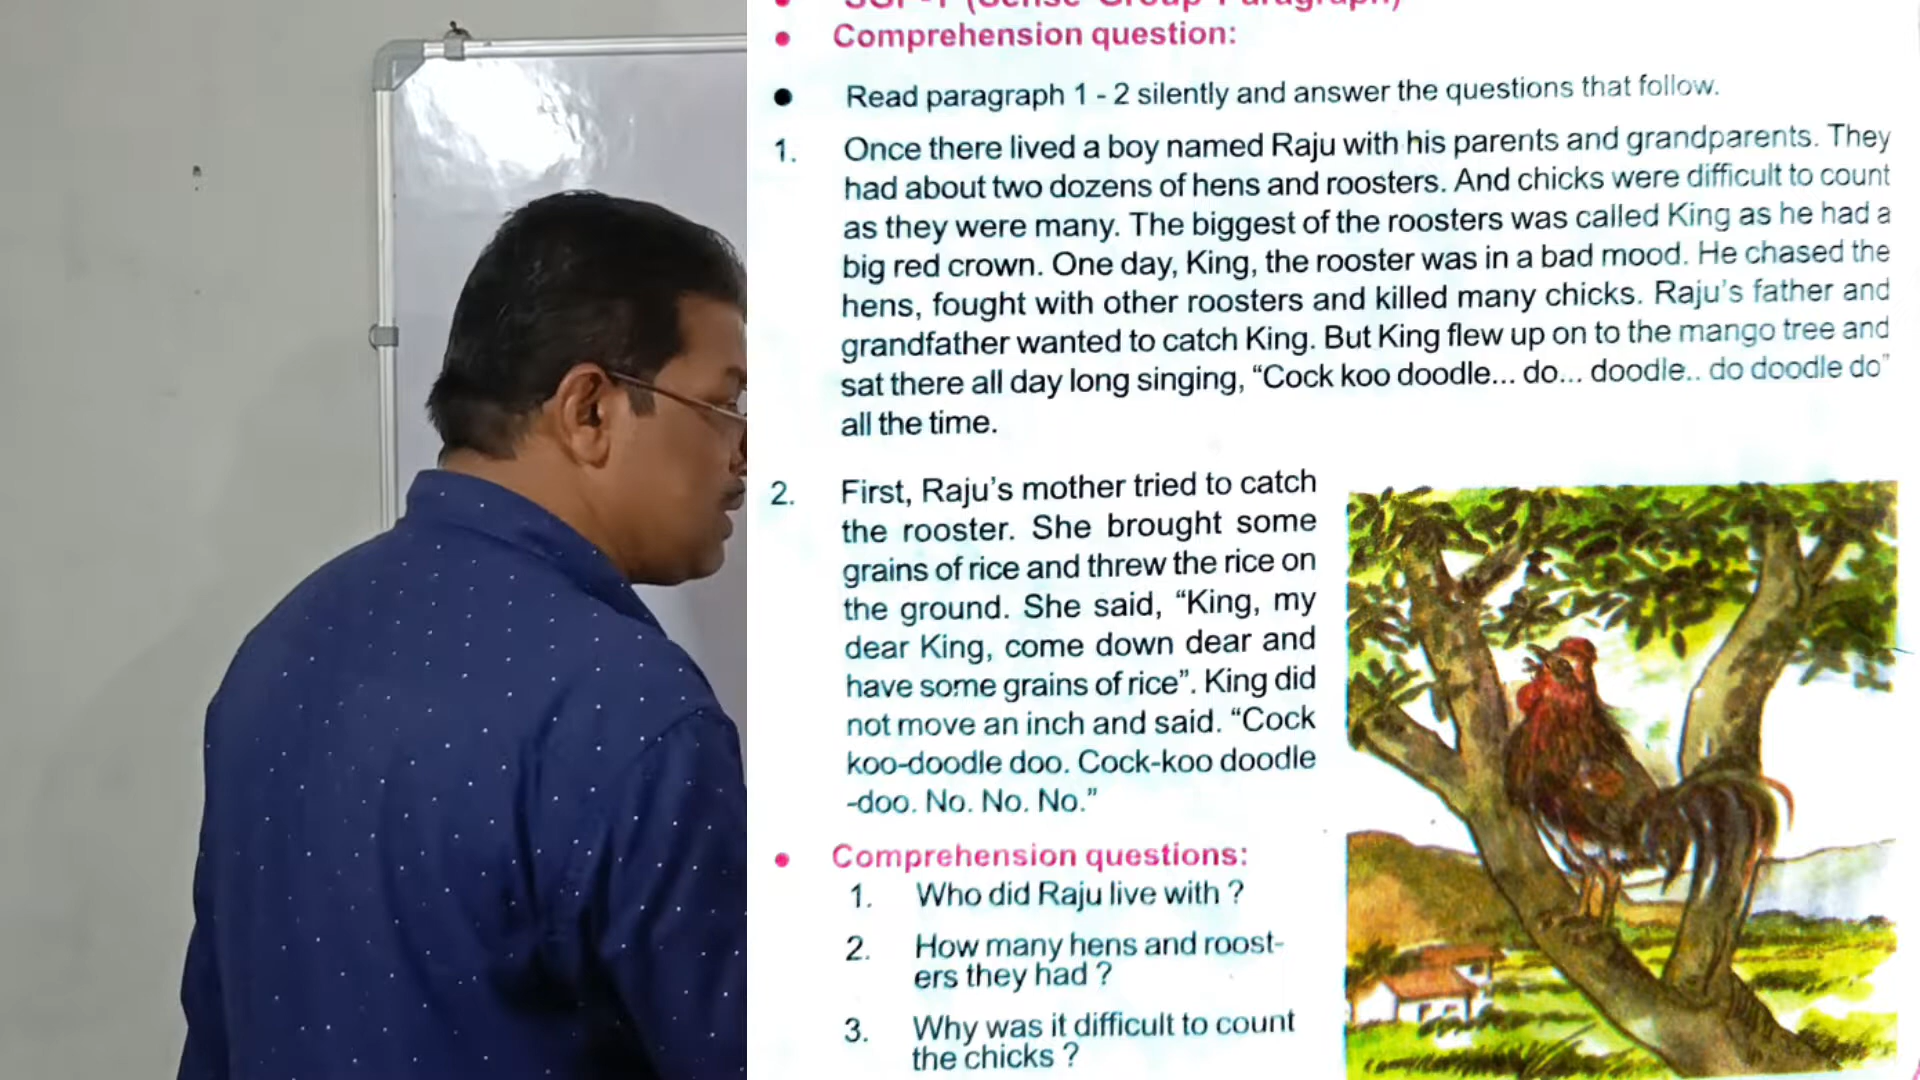 SGP-1 (Sense Group Paragraph)
• Comprehension question:
• Read paragraph 1 - 2 silently and answer the questions that follow.
1. Once there lived a boy named Raju with his parents and grandparents. They
had about two dozens of hens and roosters. And chicks were difficult to count
as they were many. The biggest of the roosters was called King as he had a
big red crown. One day, King, the rooster was in a bad mood. He chased the
hens, fought with other roosters and killed many chicks. Raju's father and
grandfather wanted to catch King. But King flew up on to the mango tree and
sat there all day long singing, “Cock koo doodle... do... doodle.. do doodle do”
all the time.
2. First, Raju's mother tried to catch
the rooster. She brought some
grains of rice and threw the rice on
the ground. She said, “King, my
dear King, come down dear and
have some grains of rice”. King did
not move an inch and said. “Cock
koo-doodle doo. Cock-koo doodle
-doo. No. No. No.”
• Comprehension questions:
1. Who did Raju live with ?
2. How many hens and roost-
ers they had ?
3. Why was it difficult to count
the chicks ?